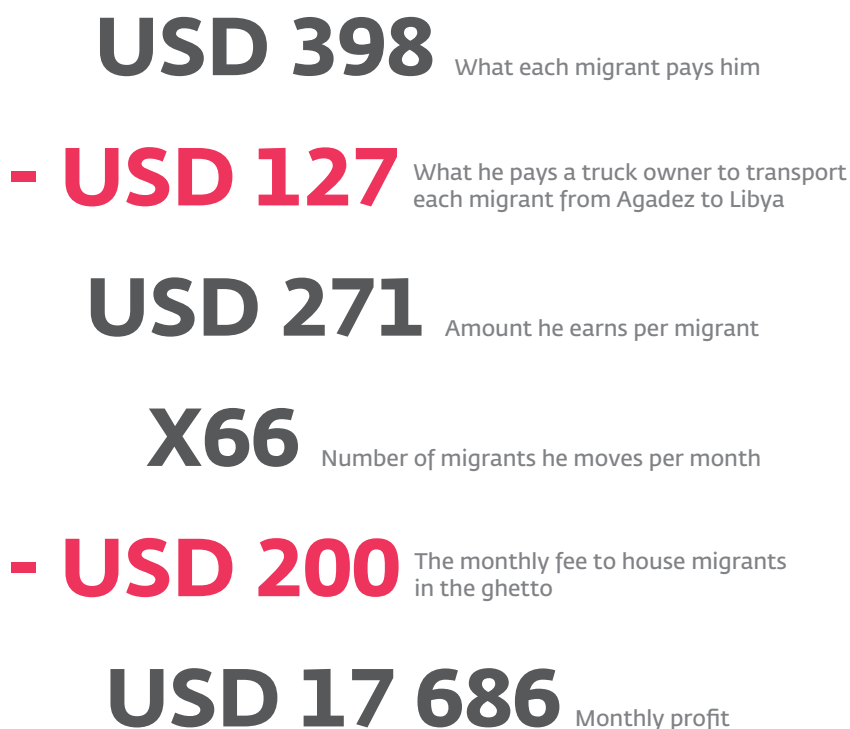 USD 398 What each migrant pays him
- USD 127 What he pays a truck owner to transport
each migrant from Agadez to Libya
USD 271 Amount he earns per migrant
X66 Number of migrants he moves per month
- USD 200 The monthly fee to house migrants
in the ghetto
USD 17 686 Monthly profit